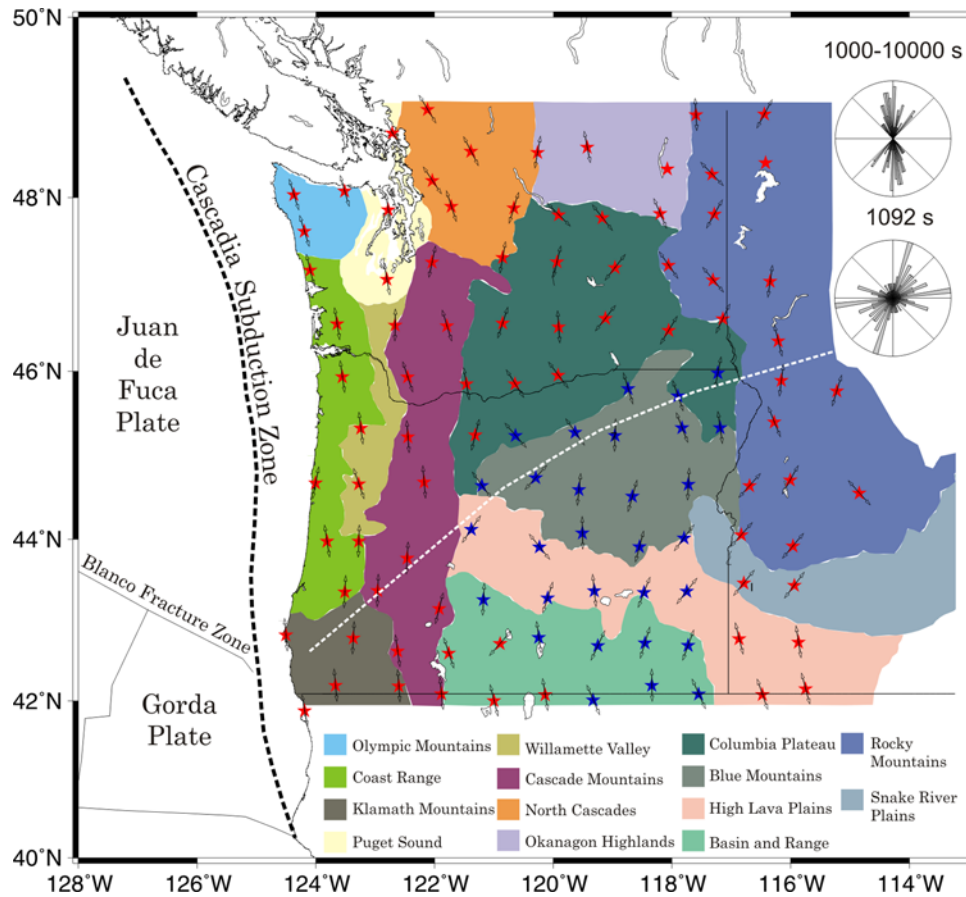 50°N
1000-10000 s
48°N
1092 s
Cascadia Subduction Zone
Juan
de
Fuca
Plate
46°N
44°N
Blanco Fracture Zone
42°N
Gorda
Plate
Olympic Mountains
Coast Range
Klamath Mountains
Puget Sound
Willamette Valley
Cascade Mountains
North Cascades
Okanagon Highlands
Columbia Plateau
Blue Mountains
High Lava Plains
Basin and Range
Rocky
Mountains
Snake River
Plains
40°N
128°W 126°W 124°W 122°W 120°W 118°W 116°W 114°W